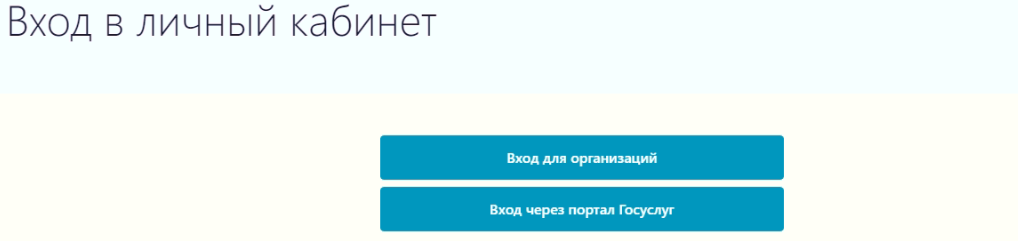 Вход в личный кабинет
Вход для организаций
Вход через портал Госуслуг